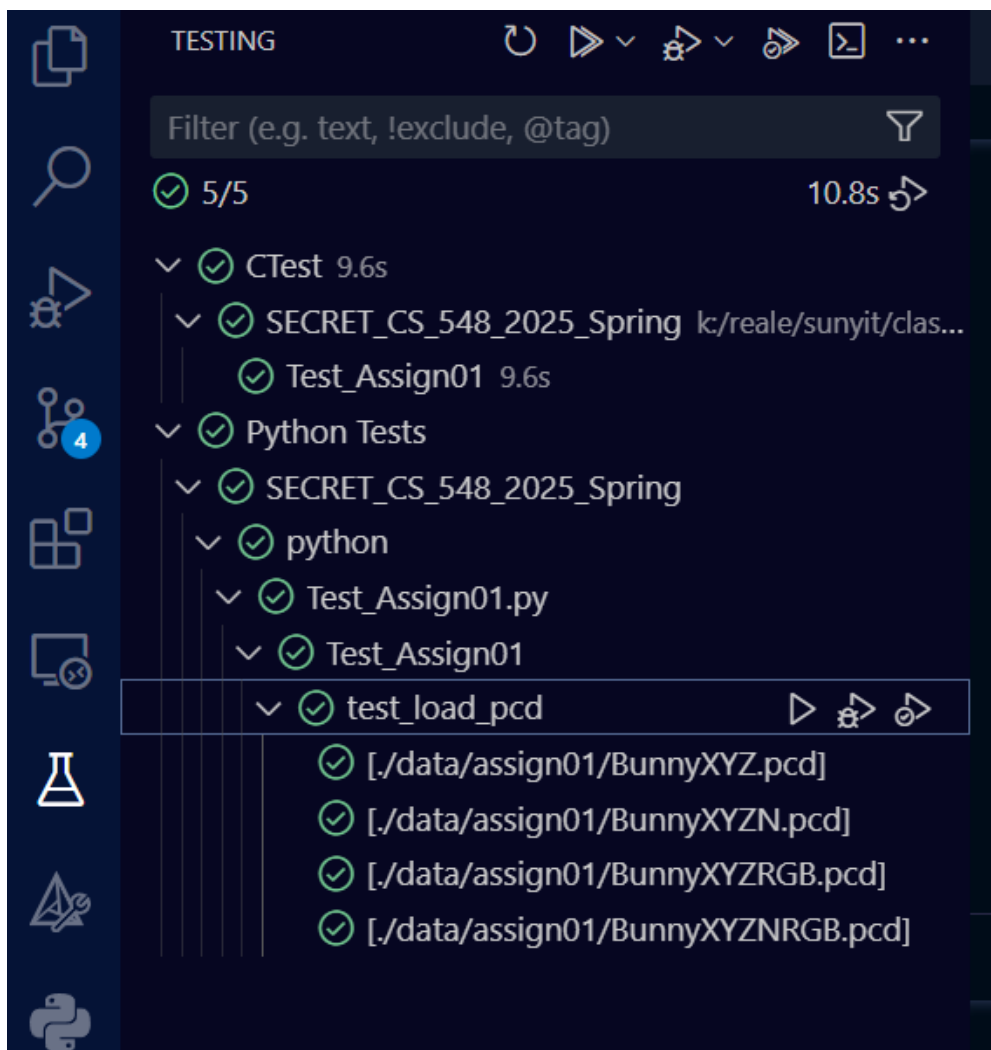 TESTING
Filter (e.g. text, !exclude, @tag)
5/5 10.8s
CTest 9.6s
SECRET_CS_548_2025_Spring k:/reale/sunyit/clas...
Test_Assign01 9.6s
4
Python Tests
SECRET_CS_548_2025_Spring
python
Test_Assign01.py
Test_Assign01
test_load_pcd
[./data/assign01/BunnyXYZ.pcd]
[./data/assign01/BunnyXYZN.pcd]
[./data/assign01/BunnyXYZRGB.pcd]
[./data/assign01/BunnyXYZNRGB.pcd]